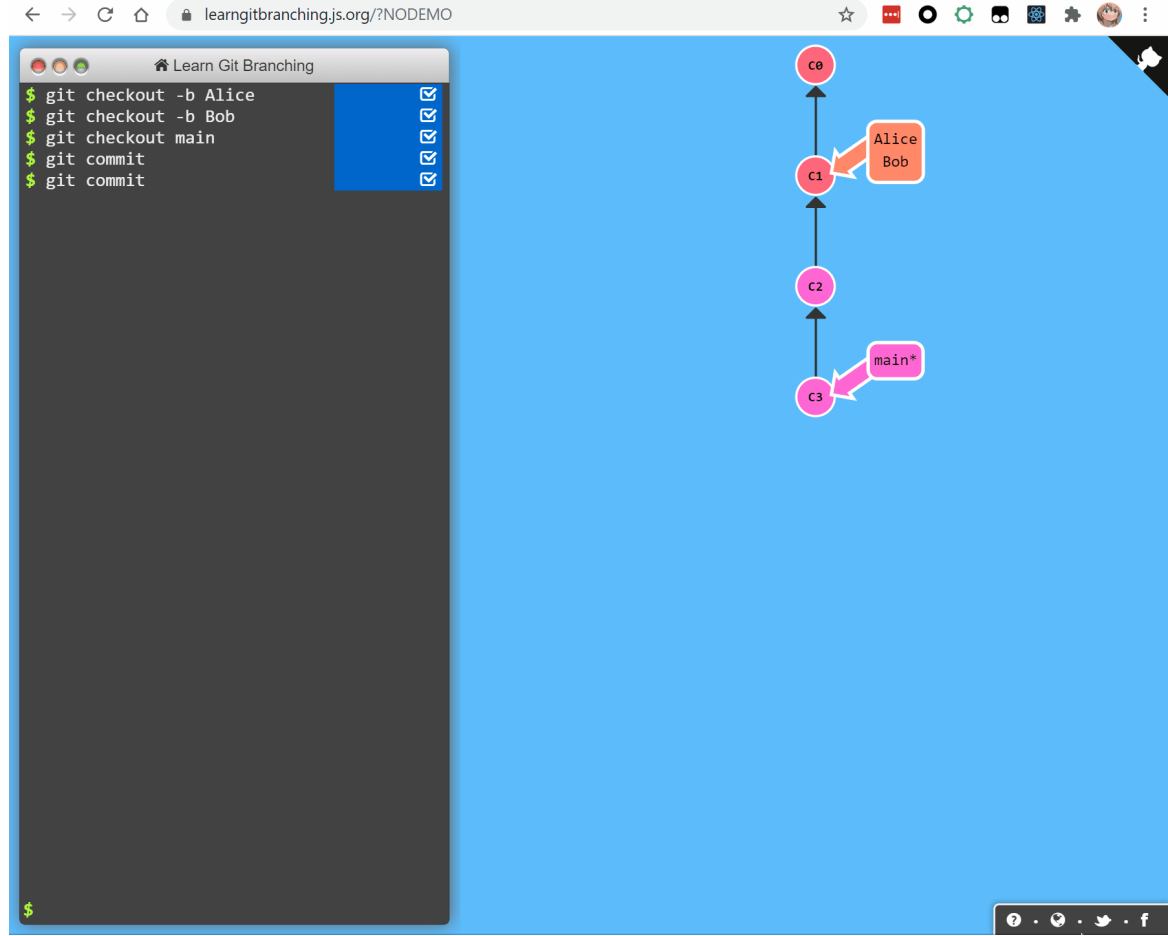 learngitbranching.js.org/?NODEMO
Learn Git Branching
$ git checkout -b Alice
$ git checkout -b Bob
$ git checkout main
$ git commit
$ git commit
$
C0
Alice
Bob
C1
C2
main*
C3